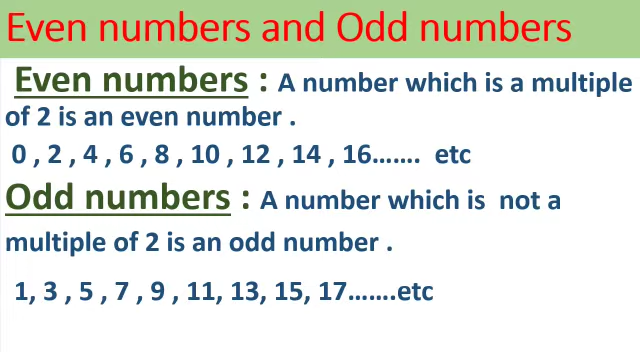 Even numbers and Odd numbers
Even numbers : A number which is a multiple
of 2 is an even number .
0 , 2 , 4 , 6 , 8 , 10 , 12 , 14 , 16……. etc
Odd numbers : A number which is not a
multiple of 2 is an odd number .
1, 3 , 5 , 7 , 9 , 11, 13, 15, 17…….etc